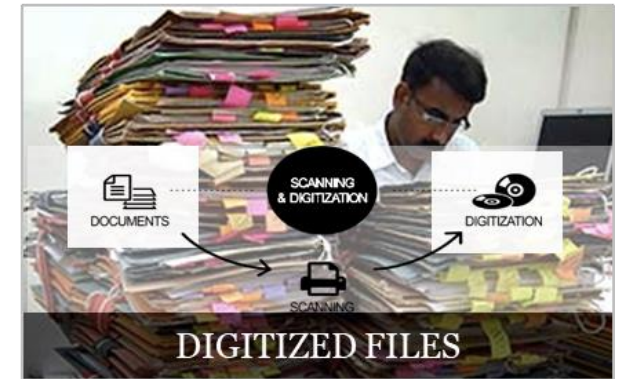 SCANNING
& DIGITIZATION
DOCUMENTS
DIGITIZATION
SCANNING
DIGITIZED FILES